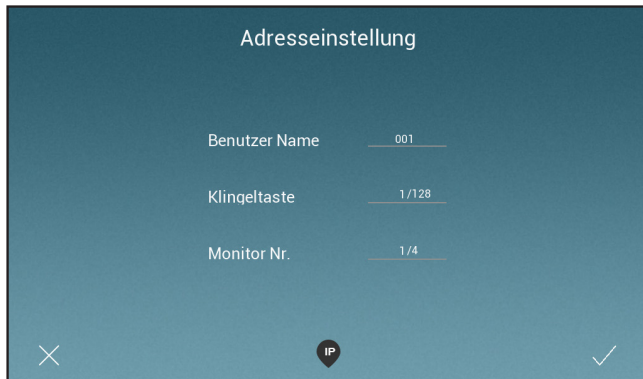 Adresseinstellung
Benutzer Name 001
Klingeltaste 1/128
Monitor Nr. 1/4
IP